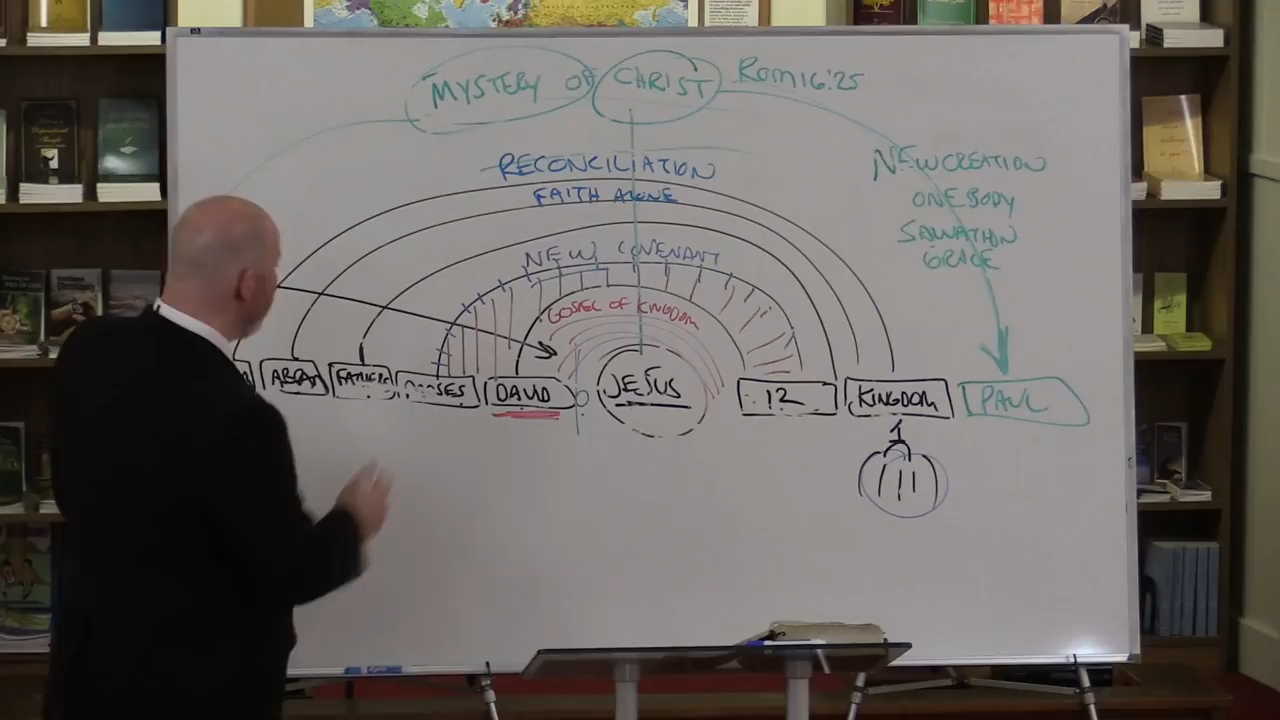 MYSTERY OF CHRIST ROM 16:25
RECONCILIATION
FAITH ALONE
NEW COVENANT
GOSPEL OF KINGDOM
NEW CREATION
ONE BODY
SALVATION
GRACE
ABRAM FATHERS MOSES DAVID JESUS 12 KINGDOM PAUL
1